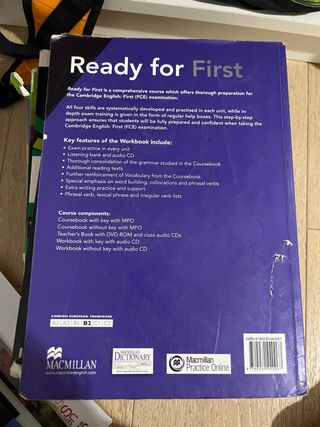 Ready for First
Ready for First is a comprehensive course which offers thorough preparation for
the Cambridge English: First (FCE) examination.
All four skills are systematically developed and practised in each unit, while in-
depth exam training is given in the form of regular help boxes. This step-by-step
approach ensures that students will be fully prepared and confident when taking
the Cambridge English: First (FCE) examination.
Key features of the Workbook include:
• Exam practice in every unit
• Listening bank and audio CD
• Thorough consolidation of the grammar studied in the Coursebook
• Additional reading texts
• Further reinforcement of Vocabulary from the Coursebook
• Special emphasis on word building, collocations and phrasal verbs
• Extra writing practice and support
• Phrasal verb, lexical phrase and irregular verb lists
Course components:
Coursebook with key with MPO
Coursebook without key with MPO
Teacher's Book with DVD-ROM and class audio CDs
Workbook with key with audio CD
Workbook without key with audio CD
COMMON EUROPEAN FRAMEWORK
A1 A2 B1 B2 C1 C2
MACMILLAN
www.macmillanenglish.com
MACMILLAN
DICTIONARY
Macmillan
Practice Online